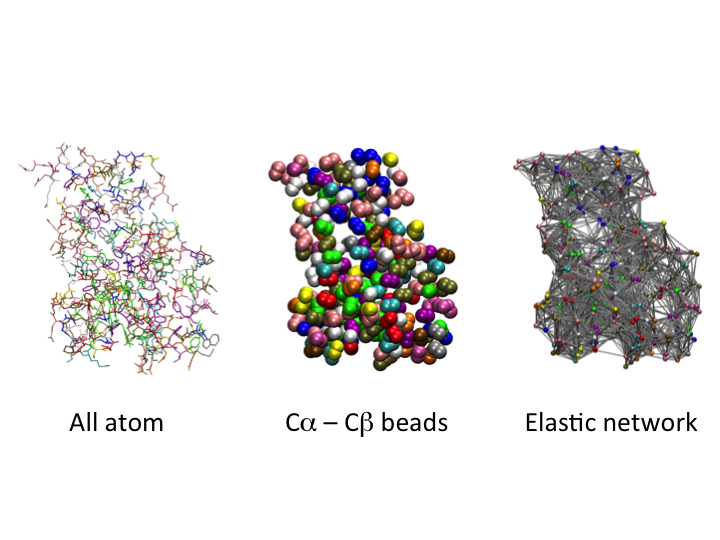 All atom
Cα – Cβ beads
Elastic network